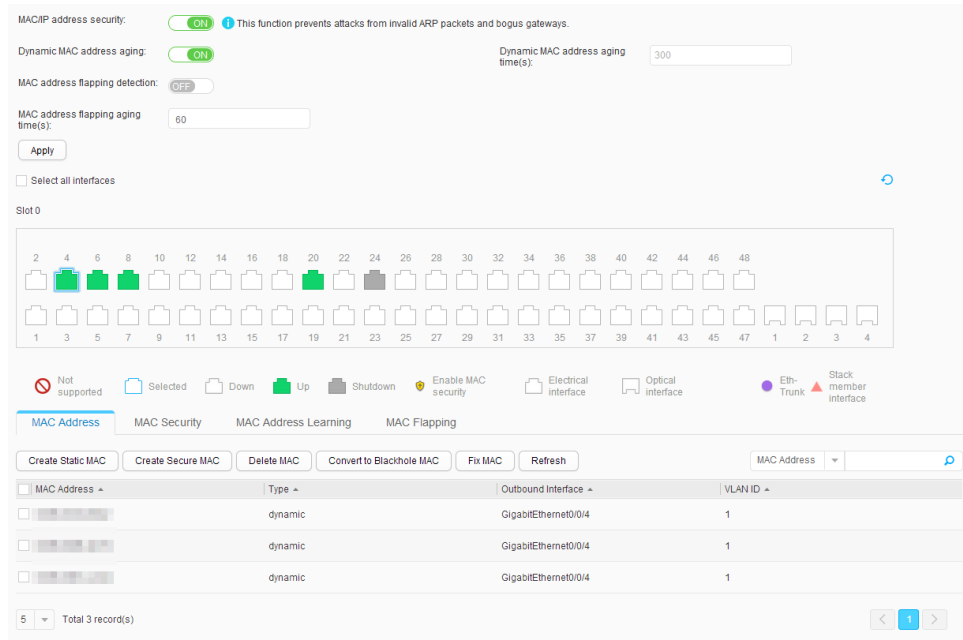 MAC/IP address security: ON This function prevents attacks from invalid ARP packets and bogus gateways.
Dynamic MAC address aging: ON Dynamic MAC address aging time(s): 300
MAC address flapping detection: OFF
MAC address flapping aging time(s): 60
Apply
Select all interfaces
Slot 0
2 4 6 8 10 12 14 16 18 20 22 24 26 28 30 32 34 36 38 40 42 44 46 48
1 3 5 7 9 11 13 15 17 19 21 23 25 27 29 31 33 35 37 39 41 43 45 47 1 2 3 4
Not supported Selected Down Up Shutdown Enable MAC security Electrical interface Optical interface Eth-Trunk Stack member interface
MAC Address MAC Security MAC Address Learning MAC Flapping
Create Static MAC Create Secure MAC Delete MAC Convert to Blackhole MAC Fix MAC Refresh MAC Address
MAC Address Type Outbound Interface VLAN ID
dynamic GigabitEthernet0/0/4 1
dynamic GigabitEthernet0/0/4 1
dynamic GigabitEthernet0/0/4 1
5 Total 3 record(s) < 1 >